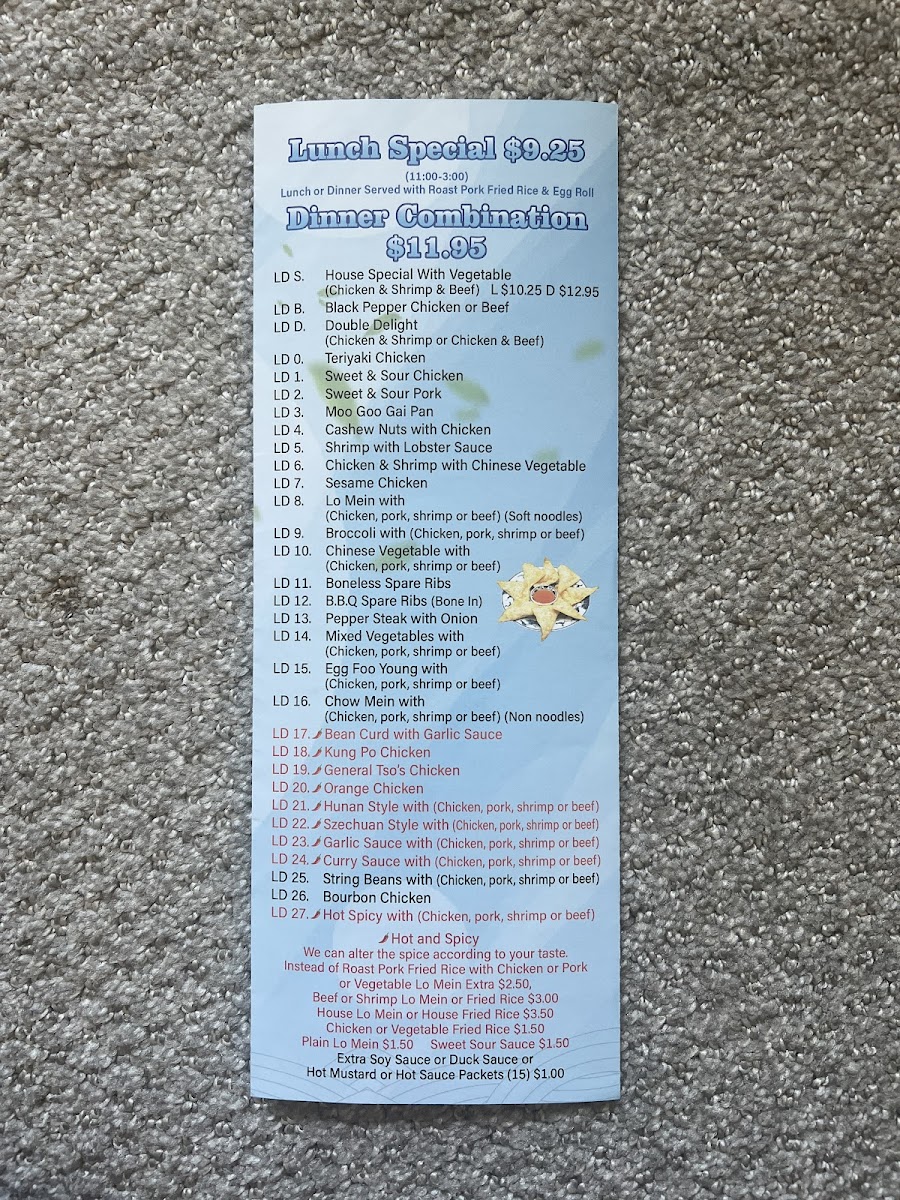 Lunch Special $9.25
(11:00-3:00)
Lunch or Dinner Served with Roast Pork Fried Rice & Egg Roll
Dinner Combination
$11.95
LD S. House Special With Vegetable
(Chicken & Shrimp & Beef) L $10.25 D $12.95
LD B. Black Pepper Chicken or Beef
LD D. Double Delight
(Chicken & Shrimp or Chicken & Beef)
LD 0. Teriyaki Chicken
LD 1. Sweet & Sour Chicken
LD 2. Sweet & Sour Pork
LD 3. Moo Goo Gai Pan
LD 4. Cashew Nuts with Chicken
LD 5. Shrimp with Lobster Sauce
LD 6. Chicken & Shrimp with Chinese Vegetable
LD 7. Sesame Chicken
LD 8. Lo Mein with
(Chicken, pork, shrimp or beef) (Soft noodles)
LD 9. Broccoli with (Chicken, pork, shrimp or beef)
LD 10. Chinese Vegetable with
(Chicken, pork, shrimp or beef)
LD 11. Boneless Spare Ribs
LD 12. B.B.Q Spare Ribs (Bone In)
LD 13. Pepper Steak with Onion
LD 14. Mixed Vegetables with
(Chicken, pork, shrimp or beef)
LD 15. Egg Foo Young with
(Chicken, pork, shrimp or beef)
LD 16. Chow Mein with
(Chicken, pork, shrimp or beef) (Non noodles)
LD 17. Bean Curd with Garlic Sauce
LD 18. Kung Po Chicken
LD 19. General Tso's Chicken
LD 20. Orange Chicken
LD 21. Hunan Style with (Chicken, pork, shrimp or beef)
LD 22. Szechuan Style with (Chicken, pork, shrimp or beef)
LD 23. Garlic Sauce with (Chicken, pork, shrimp or beef)
LD 24. Curry Sauce with (Chicken, pork, shrimp or beef)
LD 25. String Beans with (Chicken, pork, shrimp or beef)
LD 26. Bourbon Chicken
LD 27. Hot Spicy with (Chicken, pork, shrimp or beef)
Hot and Spicy
We can alter the spice according to your taste.
Instead of Roast Pork Fried Rice with Chicken or Pork
or Vegetable Lo Mein Extra $2.50,
Beef or Shrimp Lo Mein or Fried Rice $3.00
House Lo Mein or House Fried Rice $3.50
Chicken or Vegetable Fried Rice $1.50
Plain Lo Mein $1.50 Sweet Sour Sauce $1.50
Extra Soy Sauce or Duck Sauce or
Hot Mustard or Hot Sauce Packets (15) $1.00